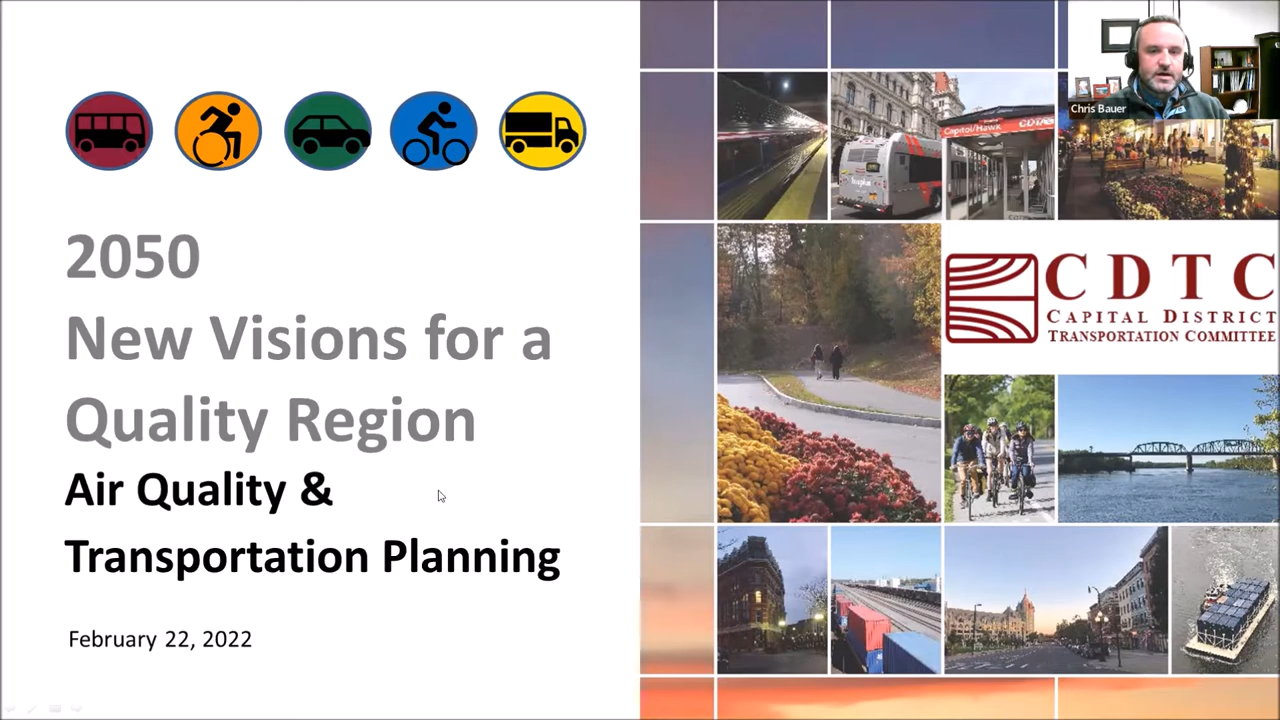 2050
New Visions for a
Quality Region
Air Quality &
Transportation Planning
February 22, 2022
Chris Bauer
Capitol/Hawk
CDTC
CAPITAL DISTRICT
TRANSPORTATION COMMITTEE